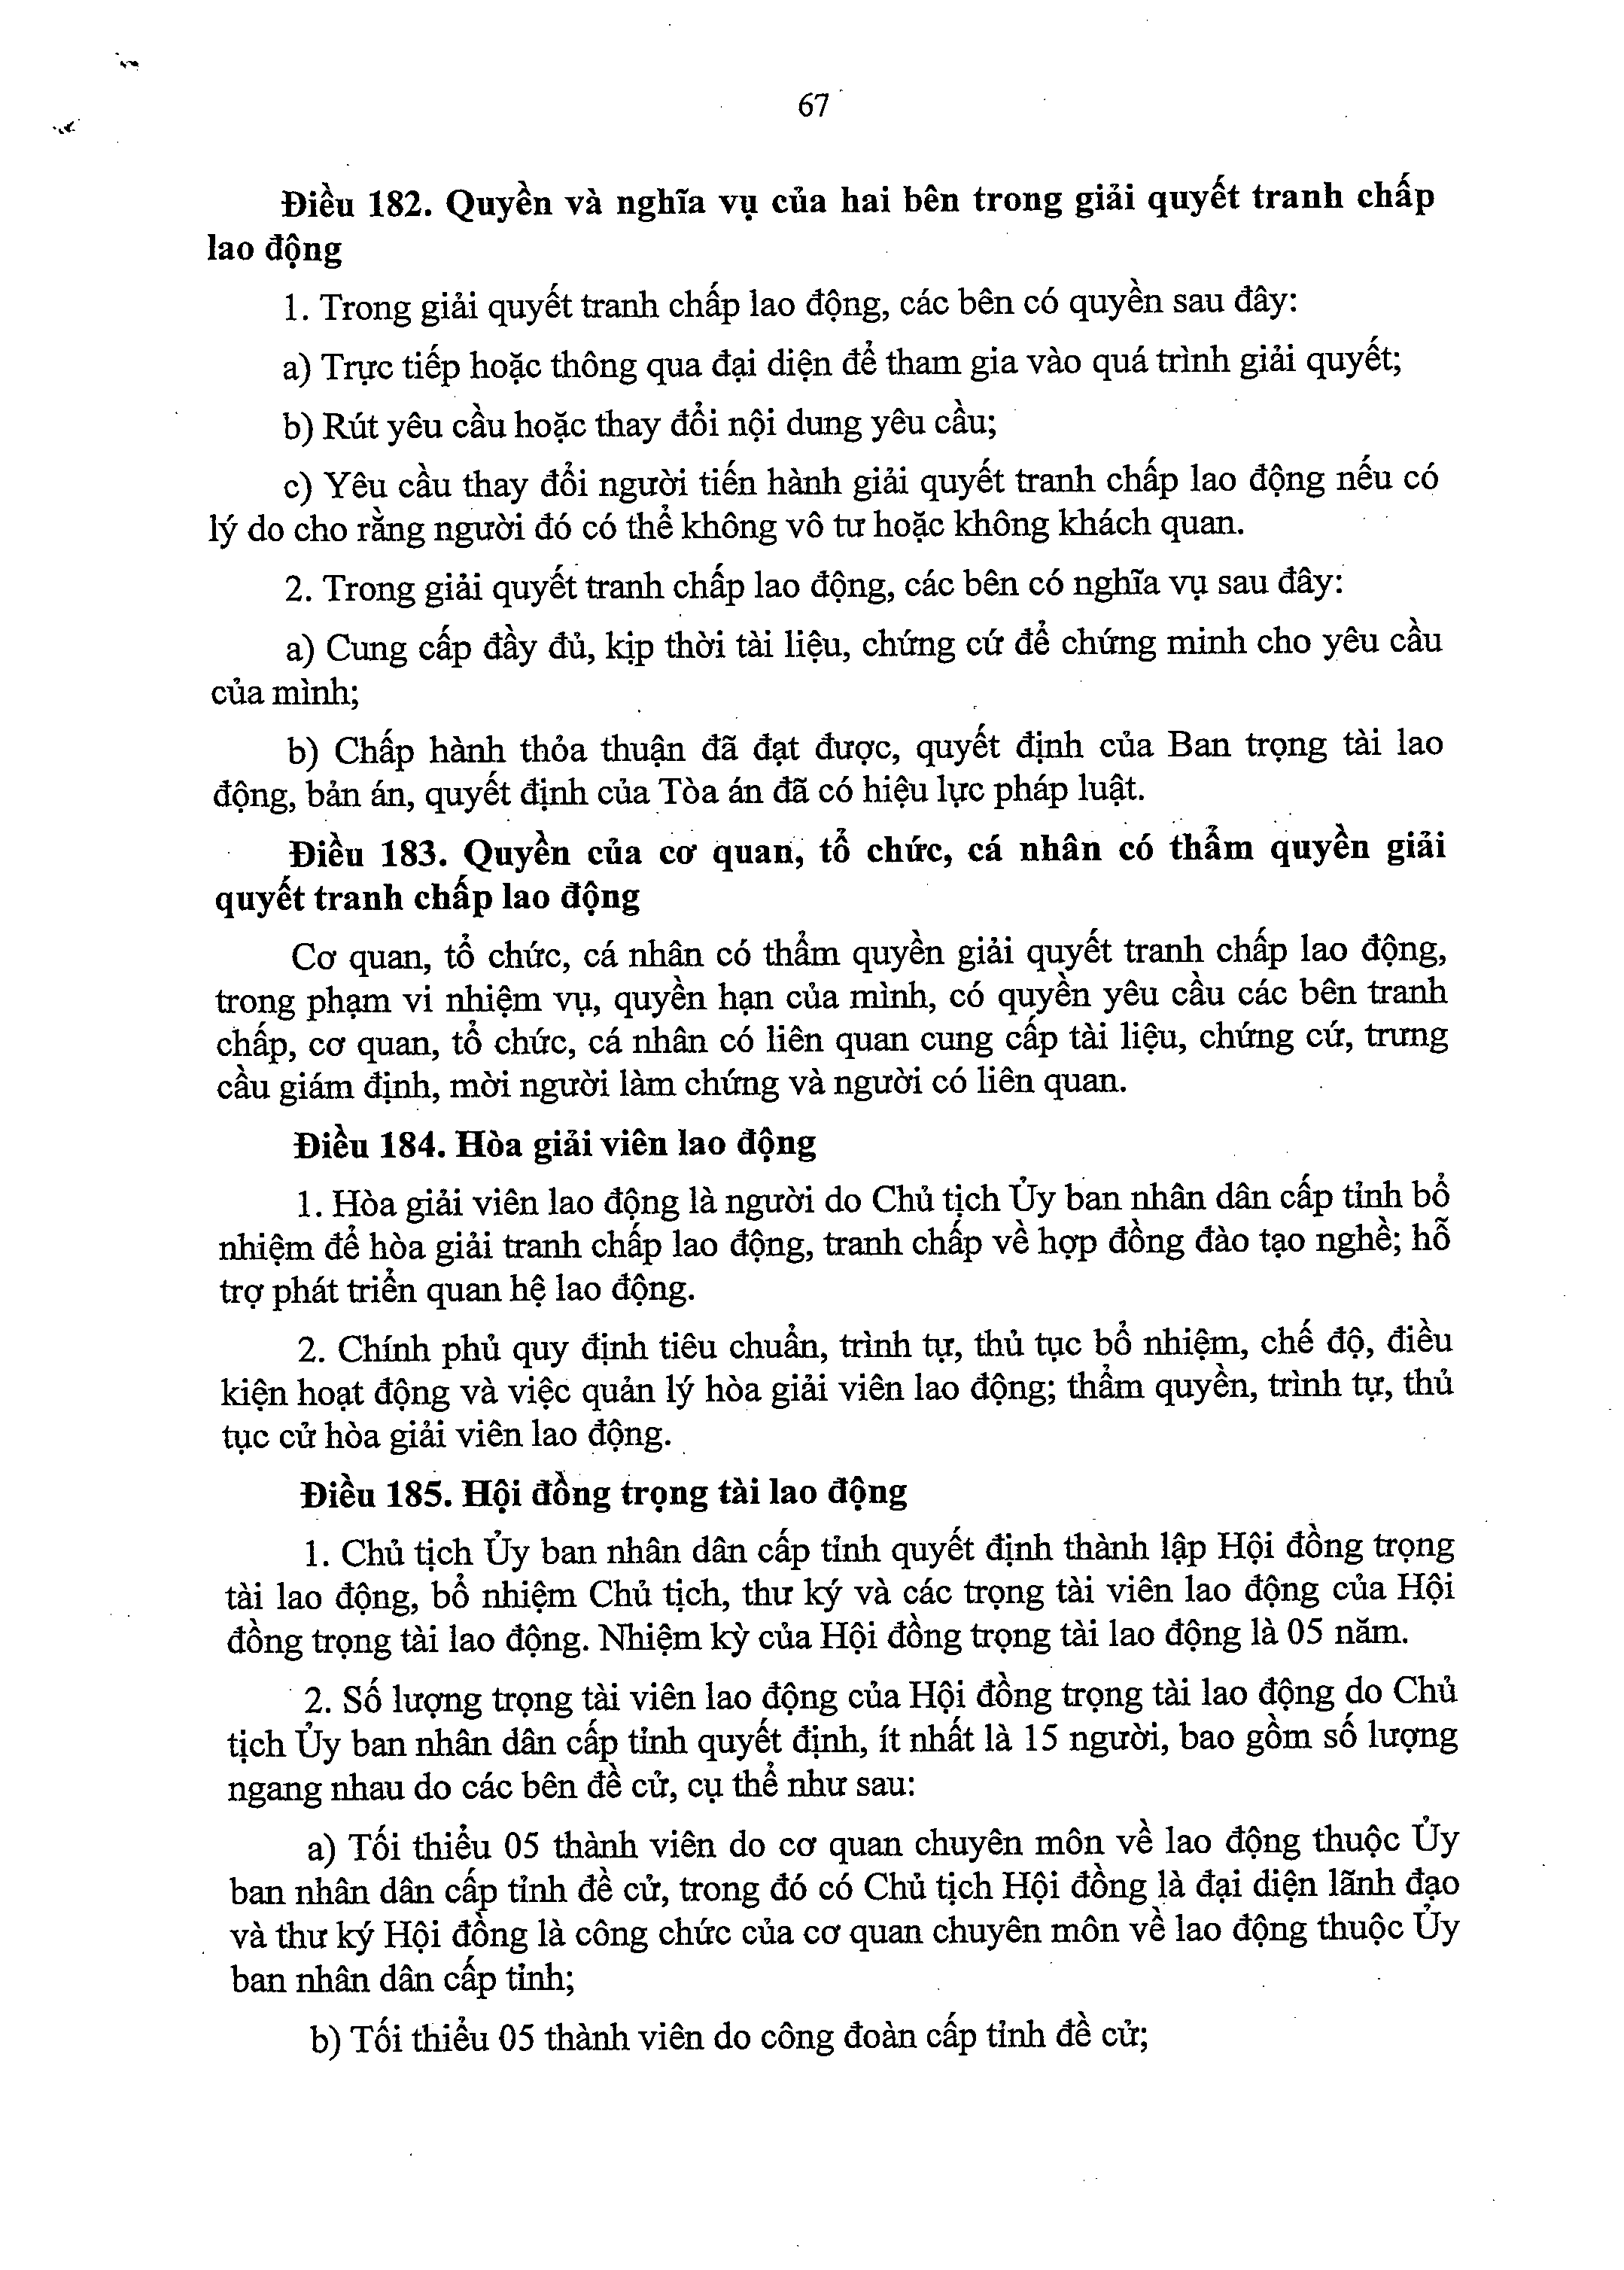 67
Điều 182. Quyền và nghĩa vụ của hai bên trong giải quyết tranh chấp
lao động
1. Trong giải quyết tranh chấp lao động, các bên có quyền sau đây:
a) Trực tiếp hoặc thông qua đại diện để tham gia vào quá trình giải quyết;
b) Rút yêu cầu hoặc thay đổi nội dung yêu cầu;
c) Yêu cầu thay đổi người tiến hành giải quyết tranh chấp lao động nếu có
lý do cho rằng người đó có thể không vô tư hoặc không khách quan.
2. Trong giải quyết tranh chấp lao động, các bên có nghĩa vụ sau đây:
a) Cung cấp đầy đủ, kịp thời tài liệu, chứng cứ để chứng minh cho yêu cầu
của mình;
b) Chấp hành thỏa thuận đã đạt được, quyết định của Ban trọng tài lao
động, bản án, quyết định của Tòa án đã có hiệu lực pháp luật.
Điều 183. Quyền của cơ quan, tổ chức, cá nhân có thẩm quyền giải
quyết tranh chấp lao động
Cơ quan, tổ chức, cá nhân có thẩm quyền giải quyết tranh chấp lao động,
trong phạm vi nhiệm vụ, quyền hạn của mình, có quyền yêu cầu các bên tranh
chấp, cơ quan, tổ chức, cá nhân có liên quan cung cấp tài liệu, chứng cứ, trưng
cầu giám định, mời người làm chứng và người có liên quan.
Điều 184. Hòa giải viên lao động
1. Hòa giải viên lao động là người do Chủ tịch Ủy ban nhân dân cấp tỉnh bổ
nhiệm để hòa giải tranh chấp lao động, tranh chấp về hợp đồng đào tạo nghề; hỗ
trợ phát triển quan hệ lao động.
2. Chính phủ quy định tiêu chuẩn, trình tự, thủ tục bổ nhiệm, chế độ, điều
kiện hoạt động và việc quản lý hòa giải viên lao động; thẩm quyền, trình tự, thủ
tục cử hòa giải viên lao động.
Điều 185. Hội đồng trọng tài lao động
1. Chủ tịch Ủy ban nhân dân cấp tỉnh quyết định thành lập Hội đồng trọng
tài lao động, bổ nhiệm Chủ tịch, thư ký và các trọng tài viên lao động của Hội
đồng trọng tài lao động. Nhiệm kỳ của Hội đồng trọng tài lao động là 05 năm.
2. Số lượng trọng tài viên lao động của Hội đồng trọng tài lao động do Chủ
tịch Ủy ban nhân dân cấp tỉnh quyết định, ít nhất là 15 người, bao gồm số lượng
ngang nhau do các bên đề cử, cụ thể như sau:
a) Tối thiểu 05 thành viên do cơ quan chuyên môn về lao động thuộc Ủy
ban nhân dân cấp tỉnh đề cử, trong đó có Chủ tịch Hội đồng là đại diện lãnh đạo
và thư ký Hội đồng là công chức của cơ quan chuyên môn về lao động thuộc Ủy
ban nhân dân cấp tỉnh;
b) Tối thiểu 05 thành viên do công đoàn cấp tỉnh đề cử;